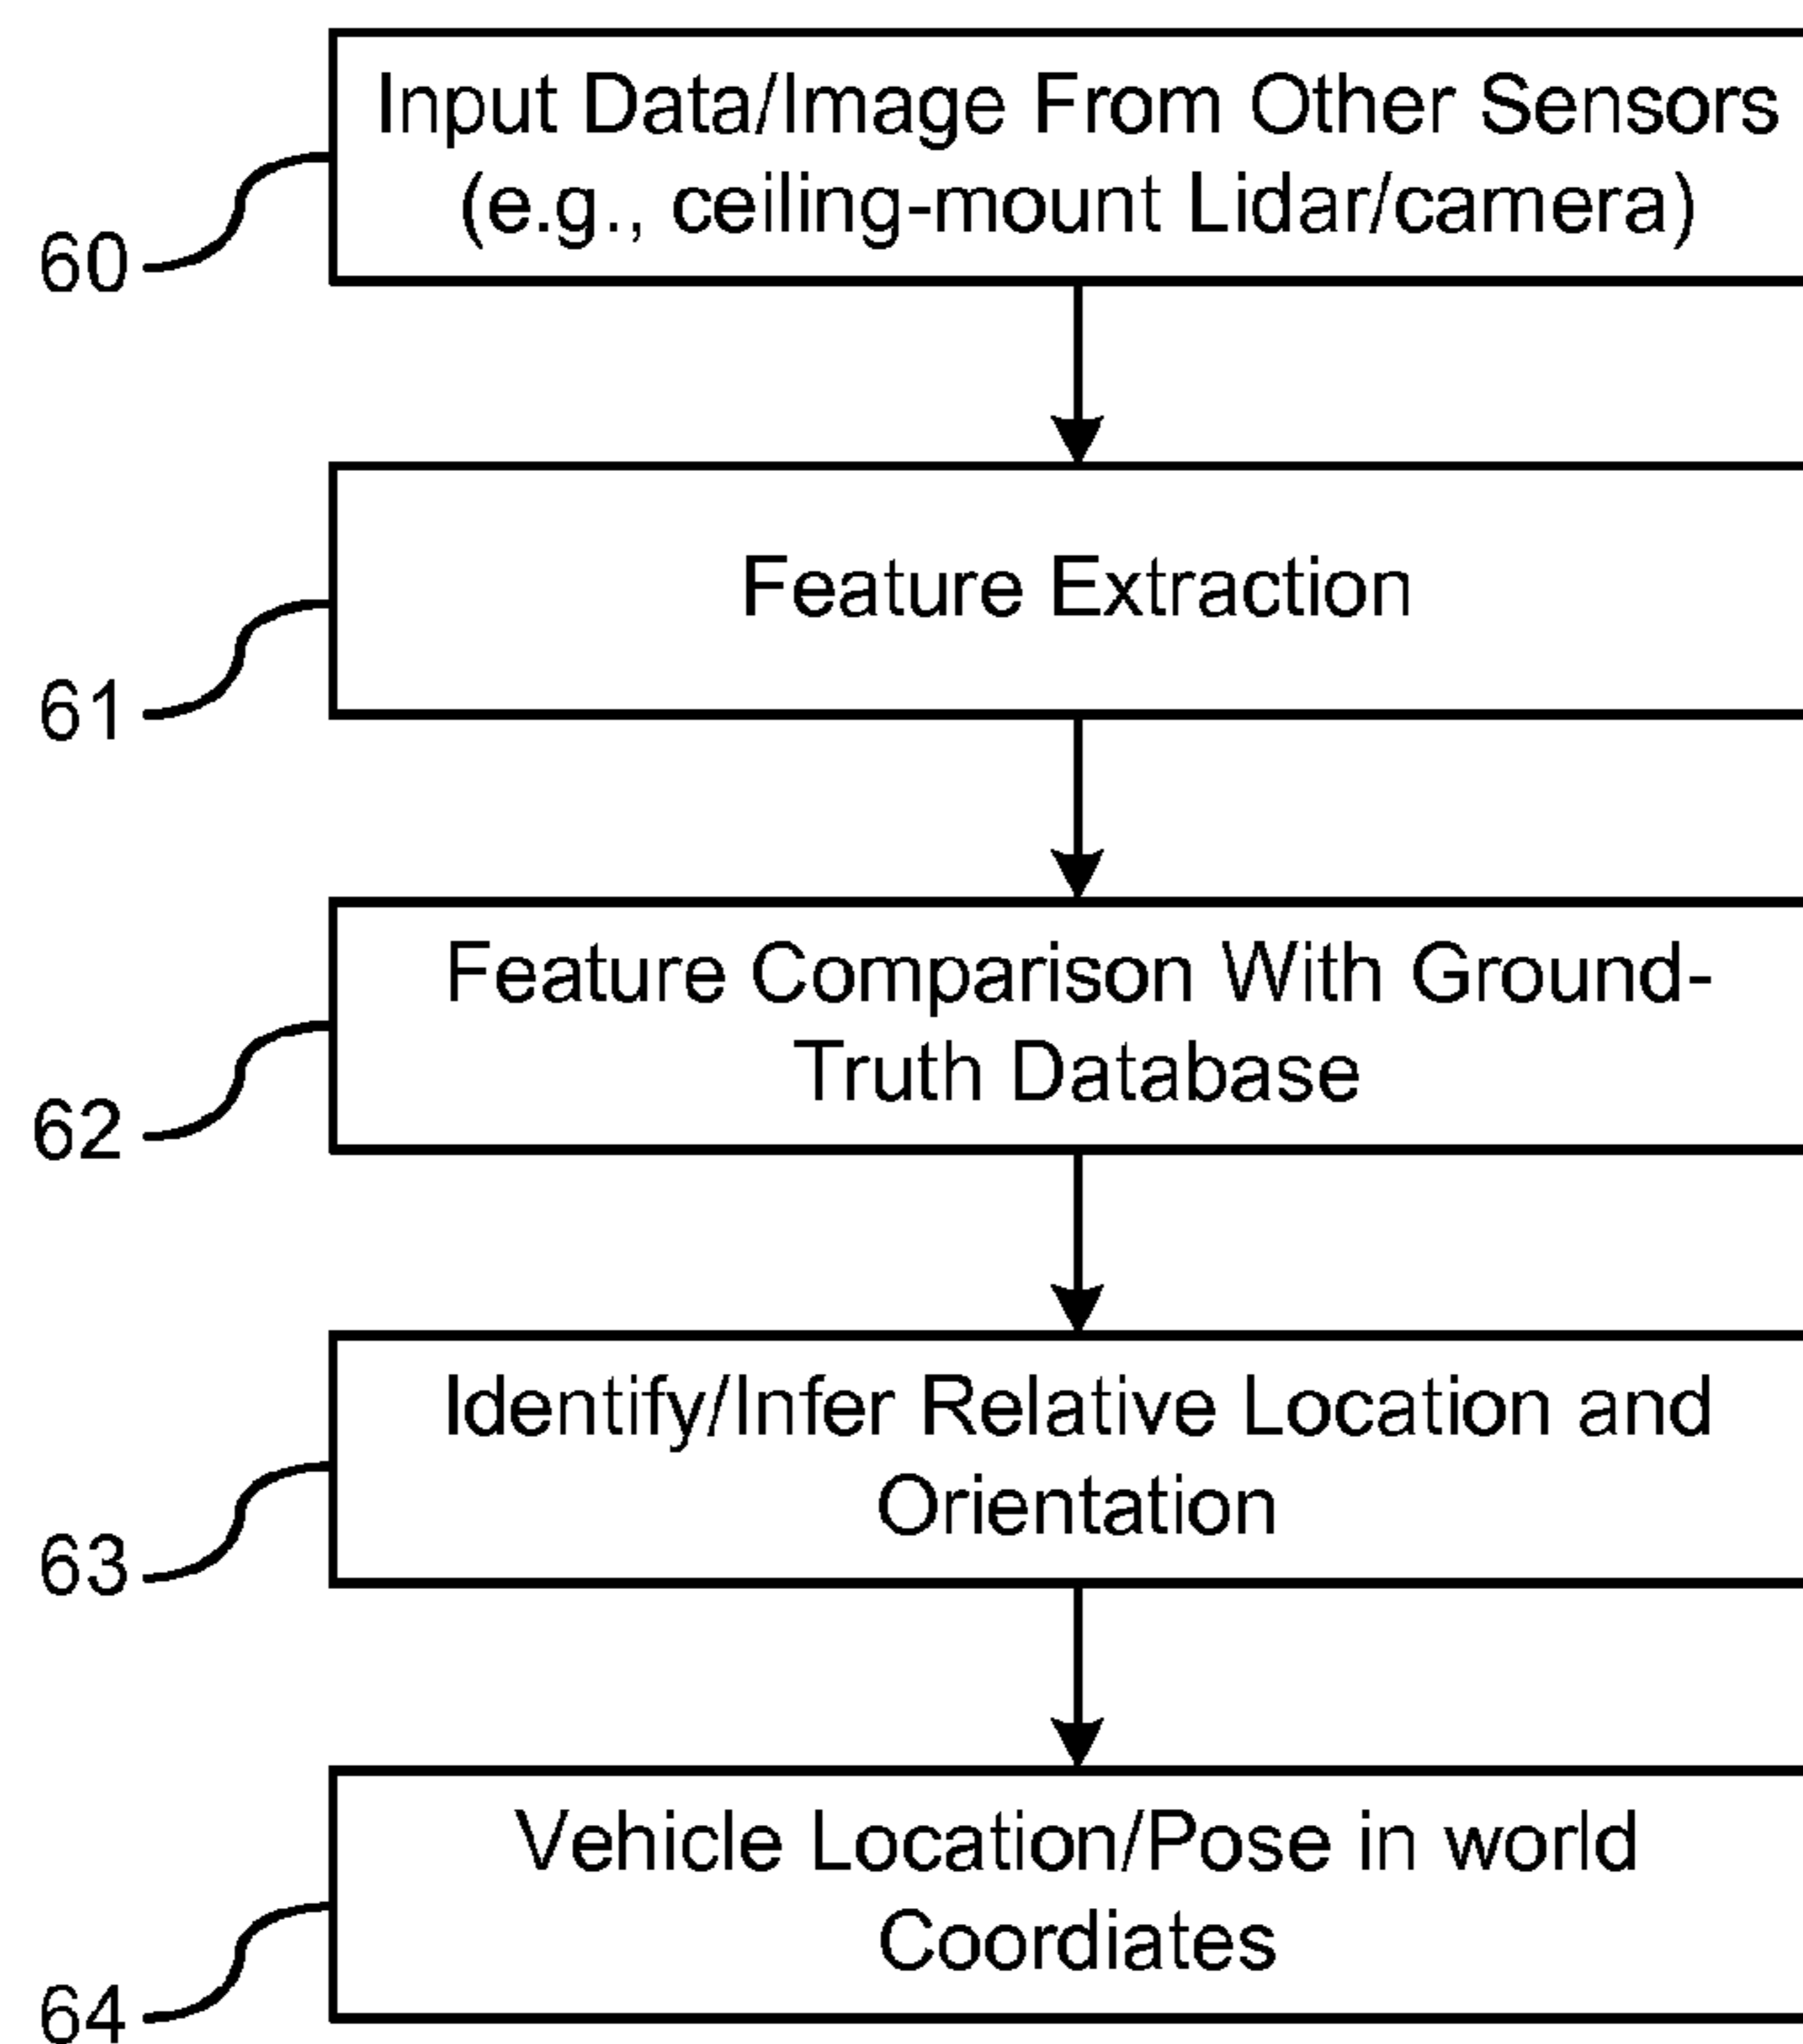 Input Data/Image From Other Sensors
(e.g., ceiling-mount Lidar/camera)
60
Feature Extraction
61
Feature Comparison With Ground-
Truth Database
62
Identify/Infer Relative Location and
Orientation
63
Vehicle Location/Pose in world
Coordiates
64